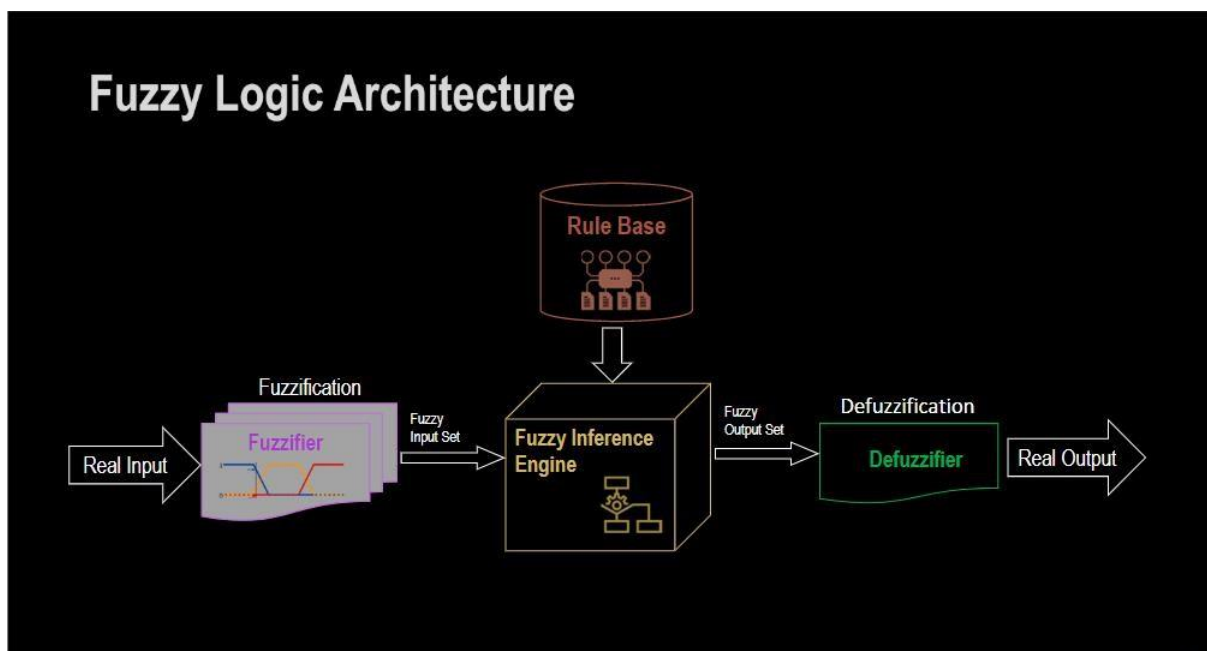 Fuzzy Logic Architecture
Rule Base
Fuzzification
Fuzzifier
Real Input
Fuzzy
Input Set
Fuzzy Inference
Engine
Fuzzy
Output Set
Defuzzification
Defuzzifier
Real Output